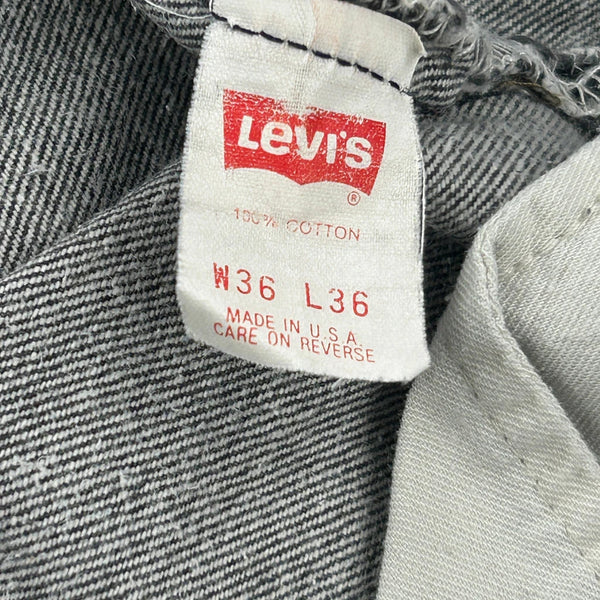 Levi's
®
100% COTTON
W36 L36
MADE IN U.S.A.
CARE ON REVERSE